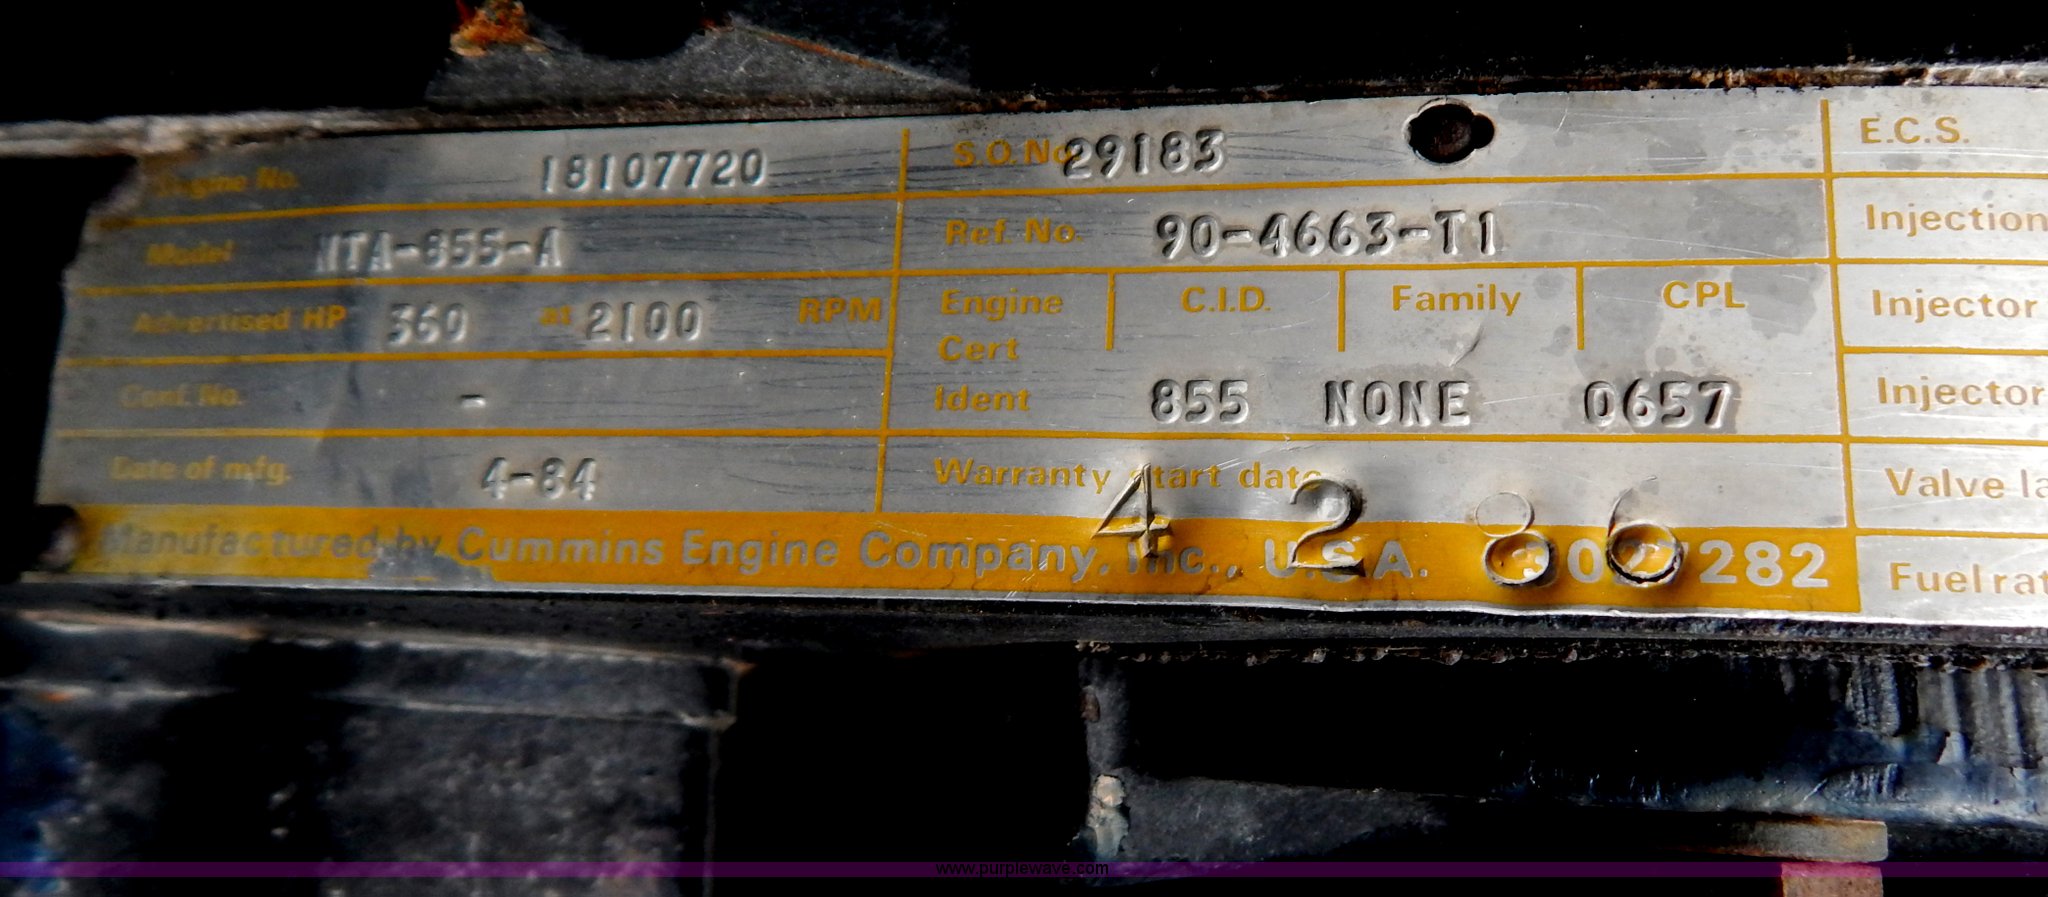 Engine No. 18107720 S.O. No. 29183 E.C.S.
Model NTA-855-A Ref. No. 90-4663-T1 Injection
Advertised HP 360 at 2100 RPM Engine C.I.D. Family CPL Injector
Cert
Conf. No. - Ident 855 NONE 0657 Injector
Date of mfg. 4-84 Warranty start date 4 2 86 Valve la
Manufactured by Cummins Engine Company, Inc., U.S.A. Fuel rat
www.purplewave.com